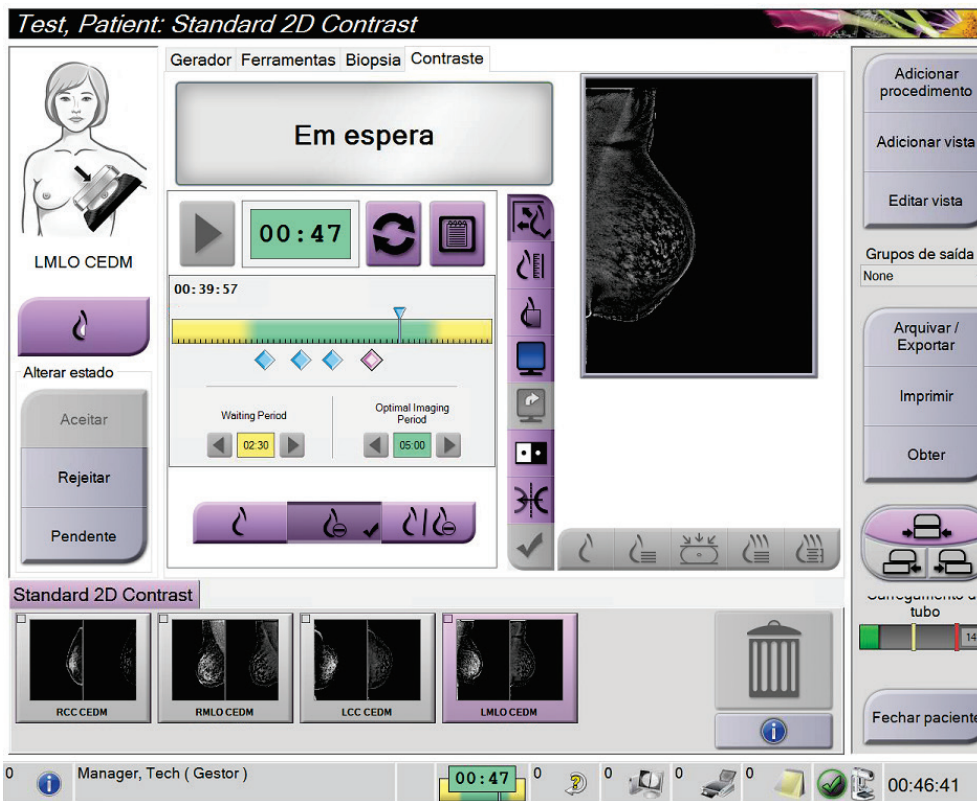 Test, Patient: Standard 2D Contrast
Gerador Ferramentas Biopsia Contraste
Em espera
LMLO CEDM
00:47
00:39:57
Waiting Period
02:30
Optimal Imaging
Period
05:00
Alterar estado
Aceitar
Rejeitar
Pendente
Adicionar
procedimento
Adicionar vista
Editar vista
Grupos de saída
None
Arquivar /
Exportar
Imprimir
Obter
tubo
14
Fechar paciente
Standard 2D Contrast
RCC CEDM
RMLO CEDM
LCC CEDM
LMLO CEDM
0
Manager, Tech ( Gestor )
00:47
0
0
0
0
00:46:41